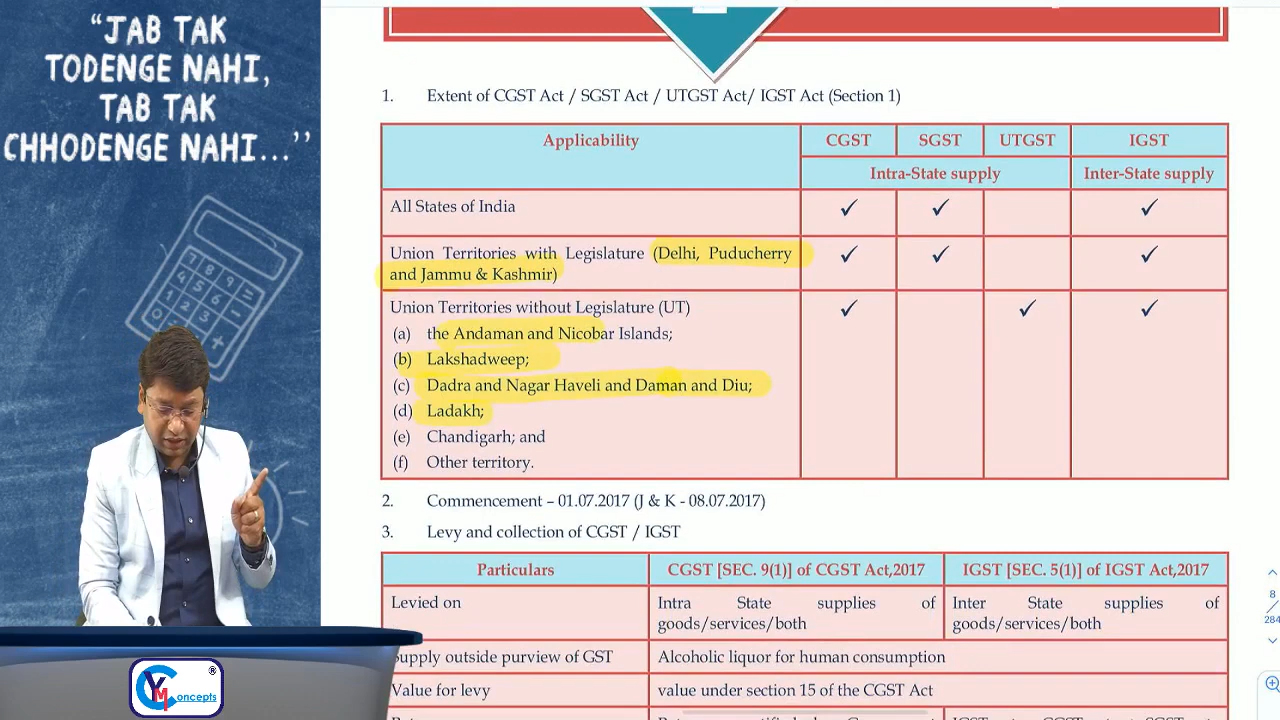 “JAB TAK
TODENGE NAHI,
TAB TAK
CHHODENGE NAHI...’’
1. Extent of CGST Act / SGST Act / UTGST Act/ IGST Act (Section 1)
Applicability CGST SGST UTGST IGST
Intra-State supply Inter-State supply
All States of India ✓ ✓ ✓
Union Territories with Legislature (Delhi, Puducherry ✓ ✓ ✓
and Jammu & Kashmir)
Union Territories without Legislature (UT) ✓ ✓ ✓
(a) the Andaman and Nicobar Islands;
(b) Lakshadweep;
(c) Dadra and Nagar Haveli and Daman and Diu;
(d) Ladakh;
(e) Chandigarh; and
(f) Other territory.
2. Commencement – 01.07.2017 (J & K - 08.07.2017)
3. Levy and collection of CGST / IGST
Particulars CGST [SEC. 9(1)] of CGST Act,2017 IGST [SEC. 5(1)] of IGST Act,2017
Levied on Intra State supplies of Inter State supplies of
goods/services/both goods/services/both
Supply outside purview of GST Alcoholic liquor for human consumption
Value for levy value under section 15 of the CGST Act
8
/
284
YM Concepts ®